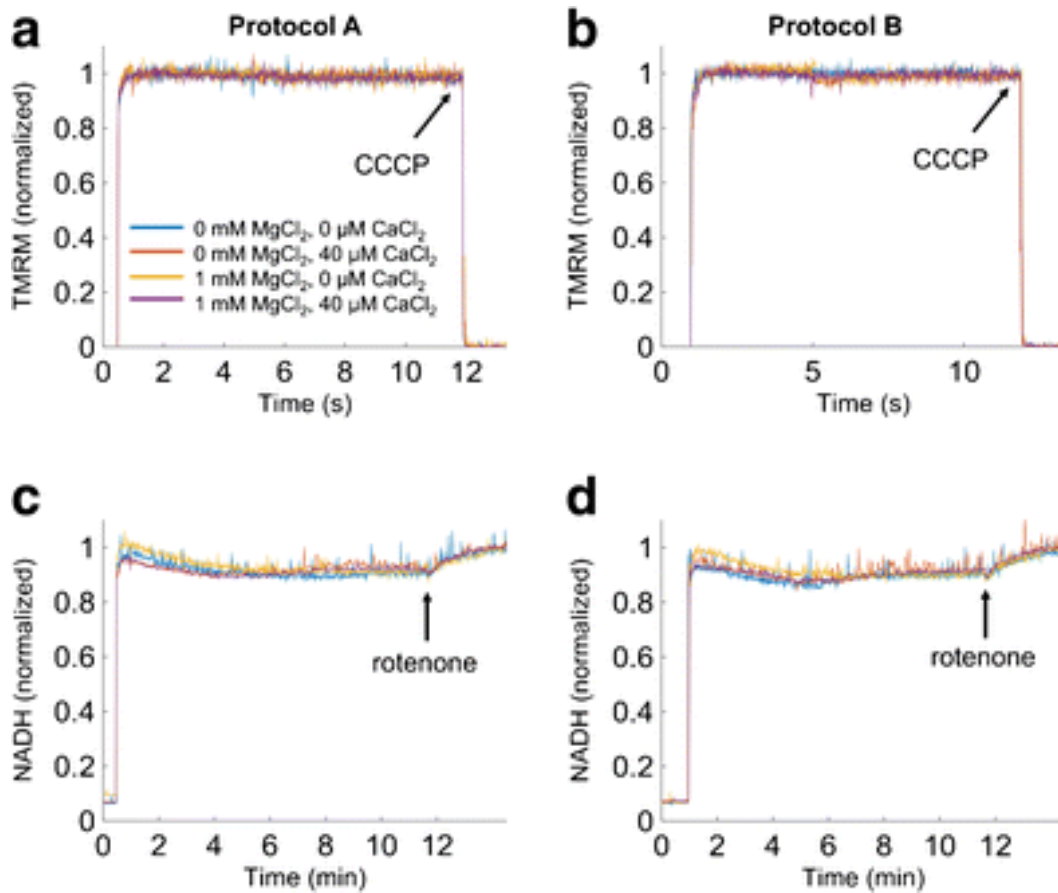 a
Protocol A
TMRM (normalized)
1
0.8
0.6
0.4
0.2
0
CCCP
0 mM MgCl₂, 0 µM CaCl₂
0 mM MgCl₂, 40 µM CaCl₂
1 mM MgCl₂, 0 µM CaCl₂
1 mM MgCl₂, 40 µM CaCl₂
0 2 4 6 8 10 12
Time (s)
b
Protocol B
TMRM (normalized)
1
0.8
0.6
0.4
0.2
0
CCCP
0 5 10
Time (s)
c
NADH (normalized)
1
0.8
0.6
0.4
0.2
0
rotenone
0 2 4 6 8 10 12
Time (min)
d
NADH (normalized)
1
0.8
0.6
0.4
0.2
0
rotenone
0 2 4 6 8 10 12
Time (min)